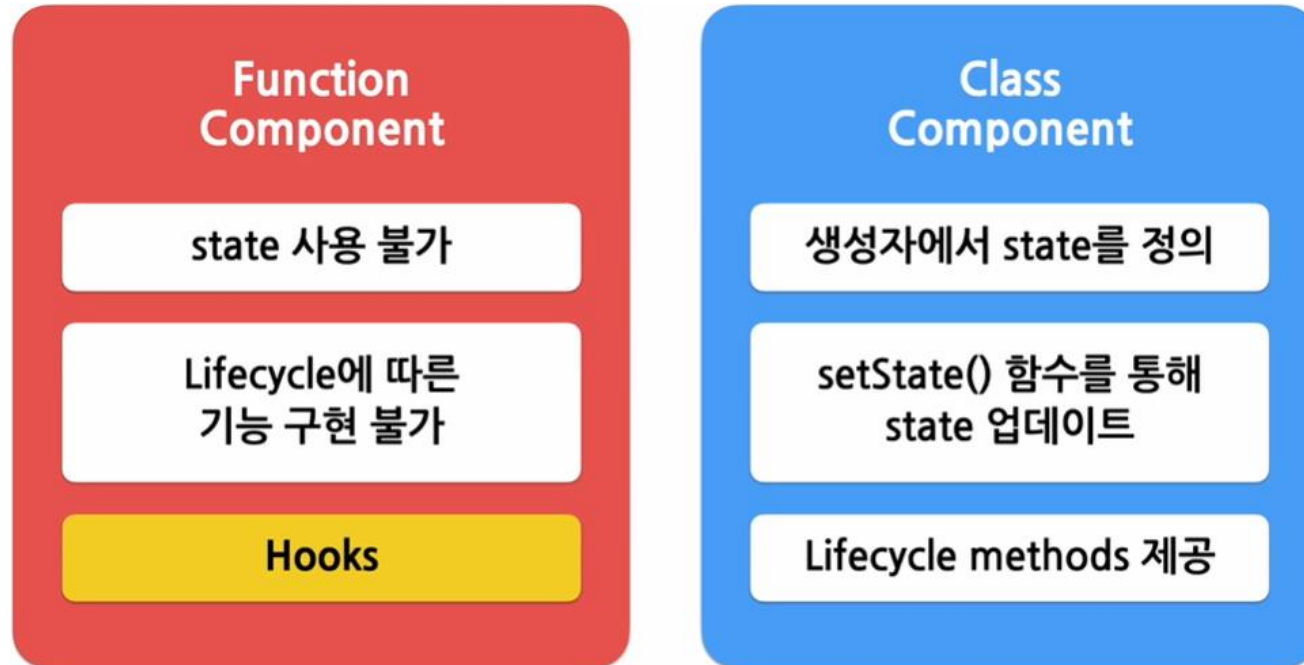 Function
Component
state 사용 불가
Lifecycle에 따른
기능 구현 불가
Hooks
Class
Component
생성자에서 state를 정의
setState() 함수를 통해
state 업데이트
Lifecycle methods 제공